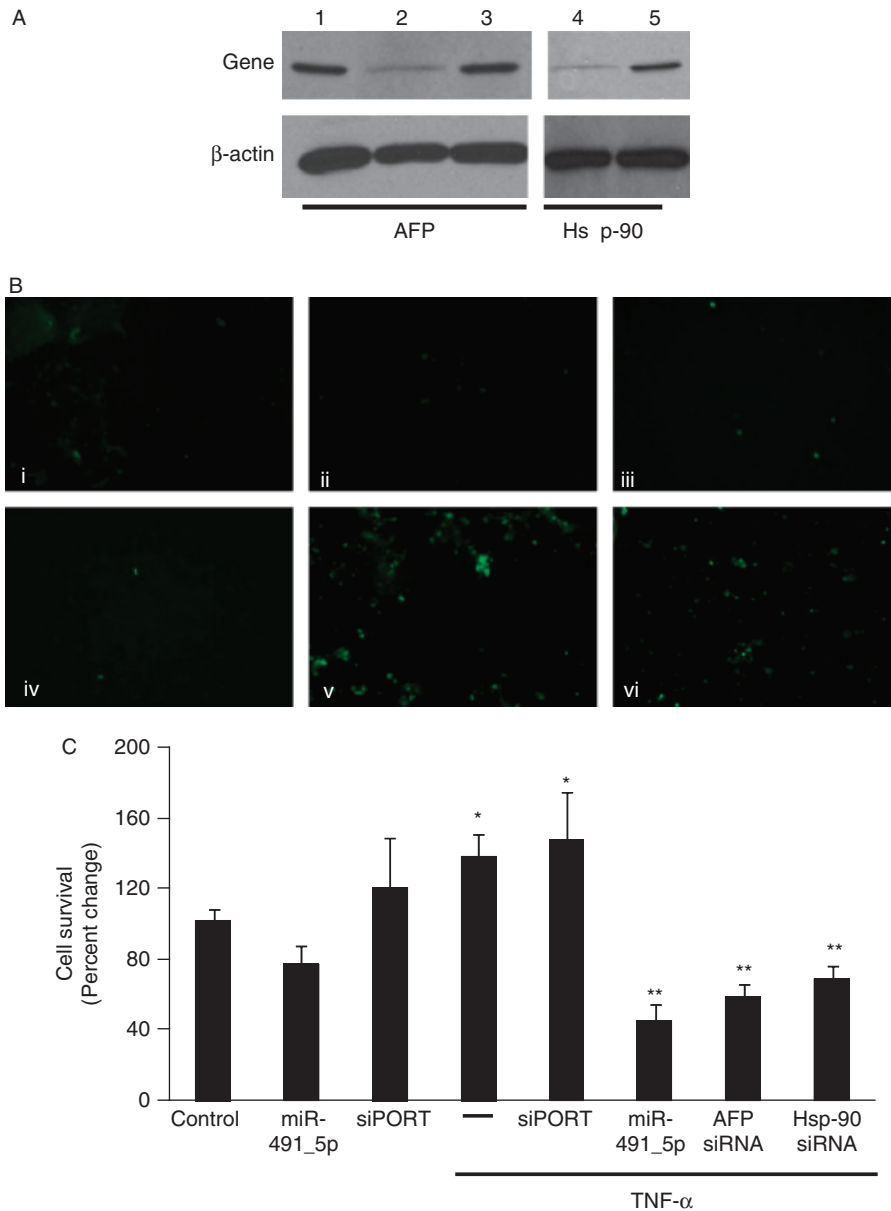 A
1 2 3 4 5
Gene
β-actin
AFP Hs p-90
B
i ii iii
iv v vi
C
Cell survival
(Percent change)
200
160
120
80
40
0
* * ** ** **
Control miR- siPORT — siPORT miR- AFP Hsp-90
491_5p 491_5p siRNA siRNA
TNF-α